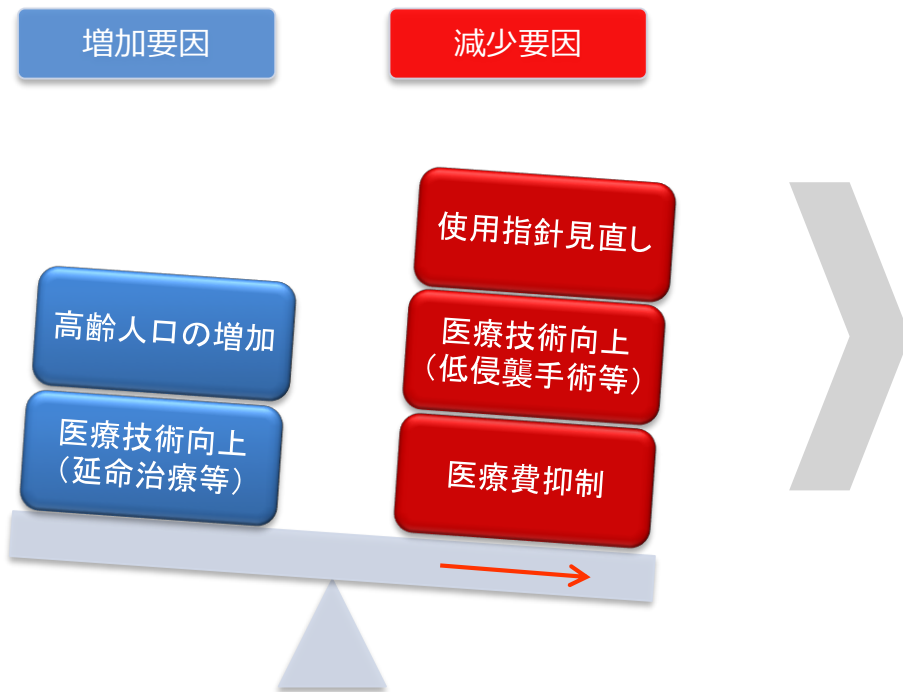 増加要因
減少要因
高齢人口の増加
医療技術向上
（延命治療等）
使用指針見直し
医療技術向上
（低侵襲手術等）
医療費抑制